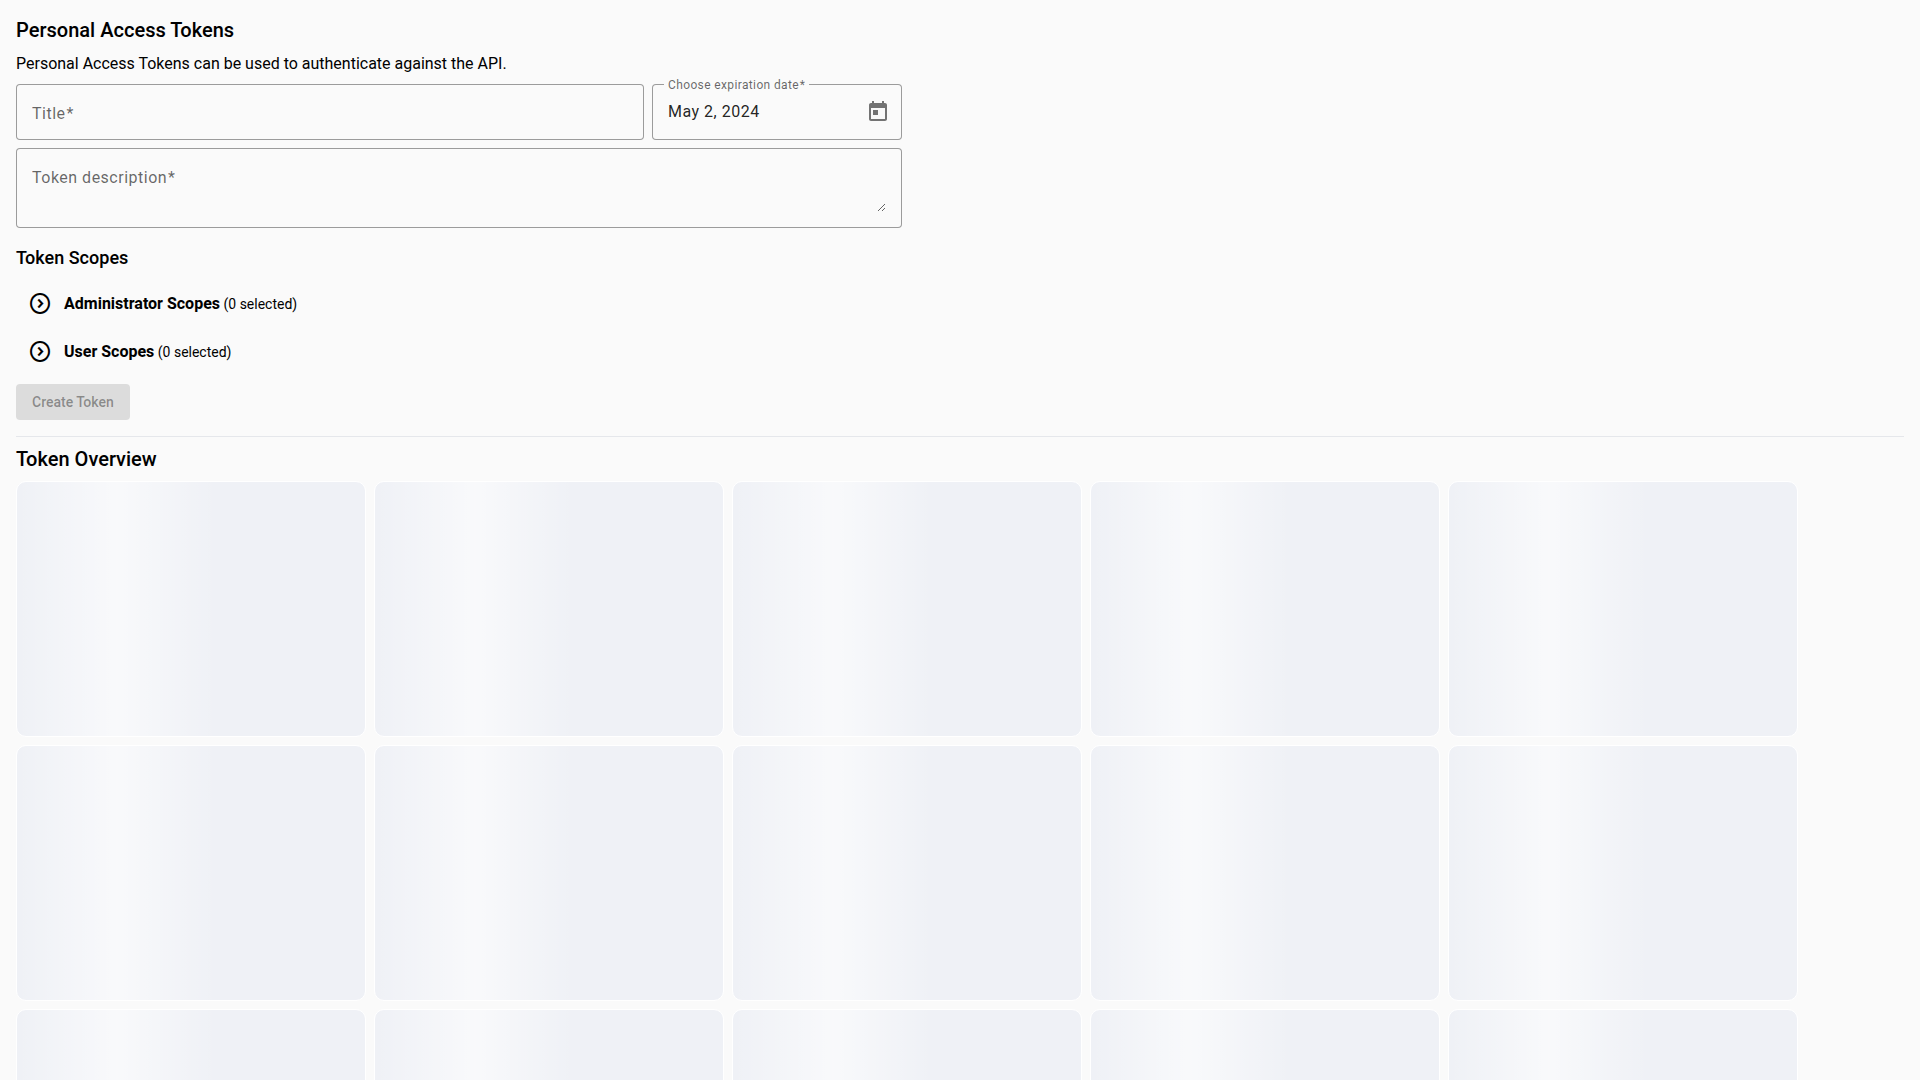 Personal Access Tokens
Personal Access Tokens can be used to authenticate against the API.
Title*
Choose expiration date*
May 2, 2024
Token description*
Token Scopes
Administrator Scopes (0 selected)
User Scopes (0 selected)
Create Token
Token Overview